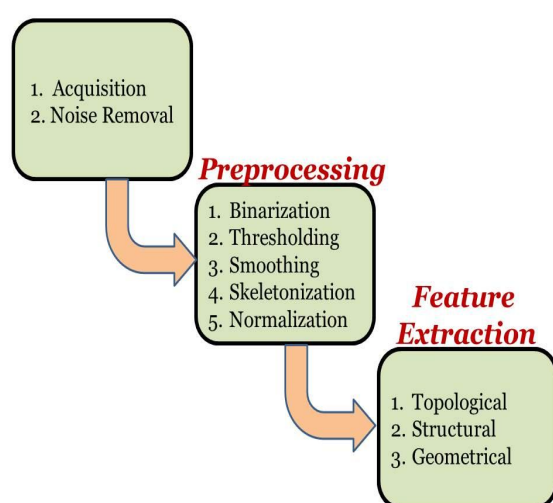 1. Acquisition
2. Noise Removal
Preprocessing
1. Binarization
2. Thresholding
3. Smoothing
4. Skeletonization
5. Normalization
Feature
Extraction
1. Topological
2. Structural
3. Geometrical